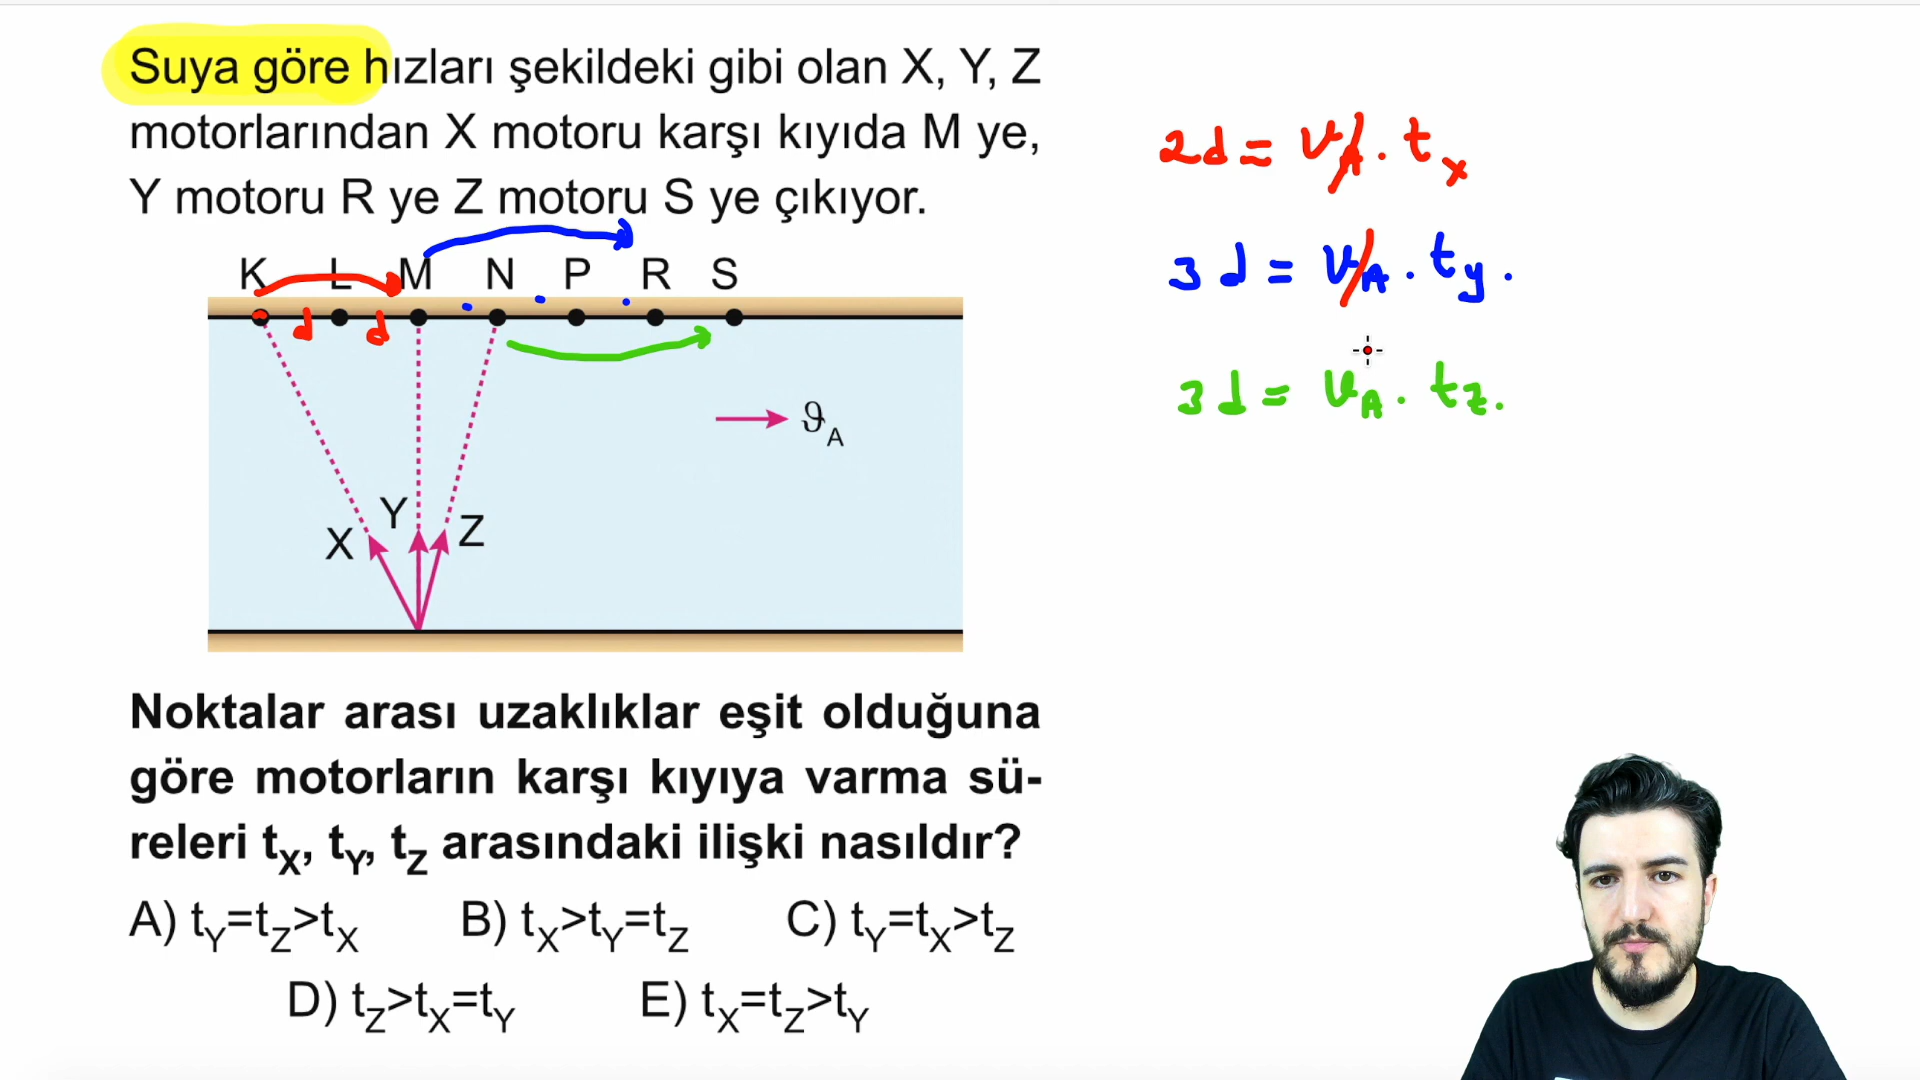 Suya göre hızları şekildeki gibi olan X, Y, Z
motorlarından X motoru karşı kıyıda M ye,
Y motoru R ye Z motoru S ye çıkıyor.
K L M N P R S
d d
ϑA
X Y Z
Noktalar arası uzaklıklar eşit olduğuna
göre motorların karşı kıyıya varma sü-
releri tX, tY, tZ arasındaki ilişki nasıldır?
A) tY=tZ>tX B) tX>tY=tZ C) tY=tX>tZ
D) tZ>tX=tY E) tX=tZ>tY
2d = VA . tx
3d = VA . ty.
3d = VA . tz.